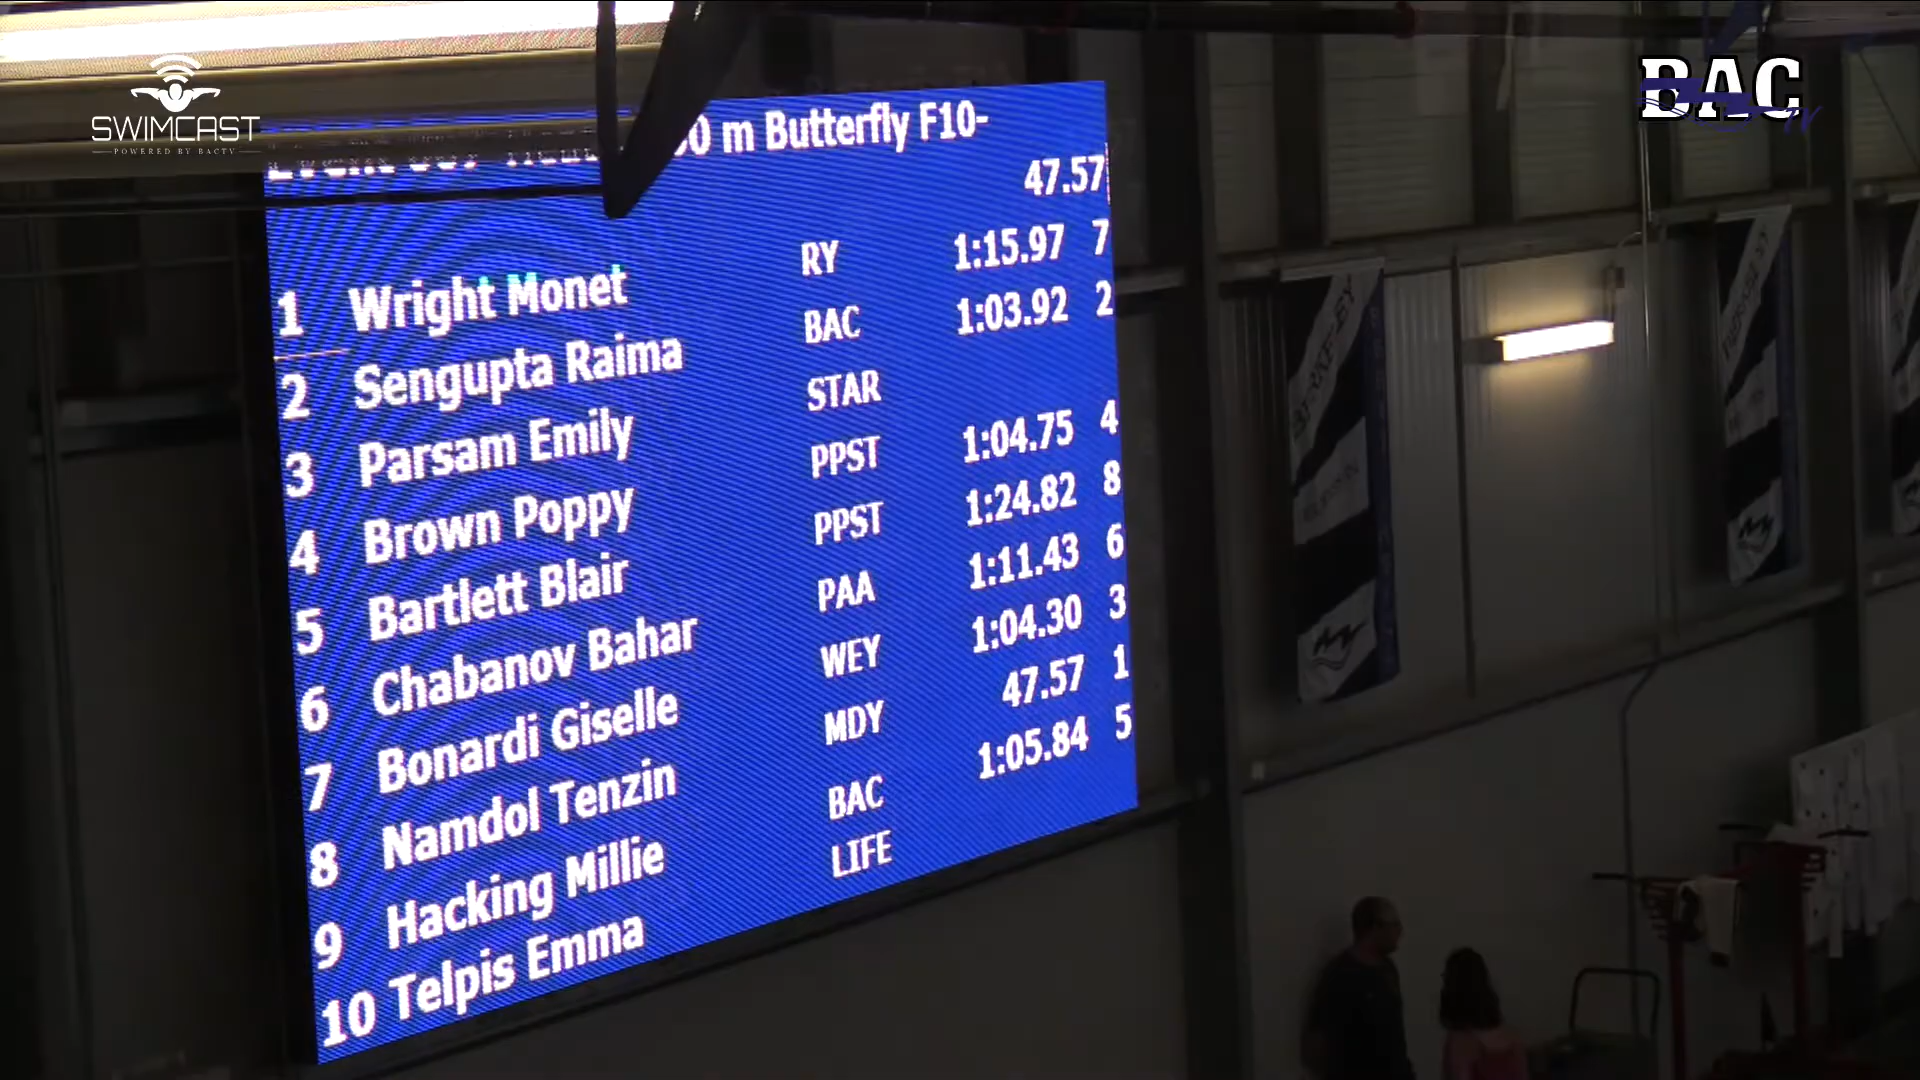 SWIMCAST
POWERED BY BACTV
BAC TV
m Butterfly F10-
47.57
1 Wright Monet RY 1:15.97 7
2 Sengupta Raima BAC 1:03.92 2
3 Parsam Emily STAR
4 Brown Poppy PPST 1:04.75 4
5 Bartlett Blair PPST 1:24.82 8
6 Chabanov Bahar PAA 1:11.43 6
7 Bonardi Giselle WEY 1:04.30 3
8 Namdol Tenzin MDY 47.57 1
9 Hacking Millie BAC 1:05.84 5
10 Telpis Emma LIFE